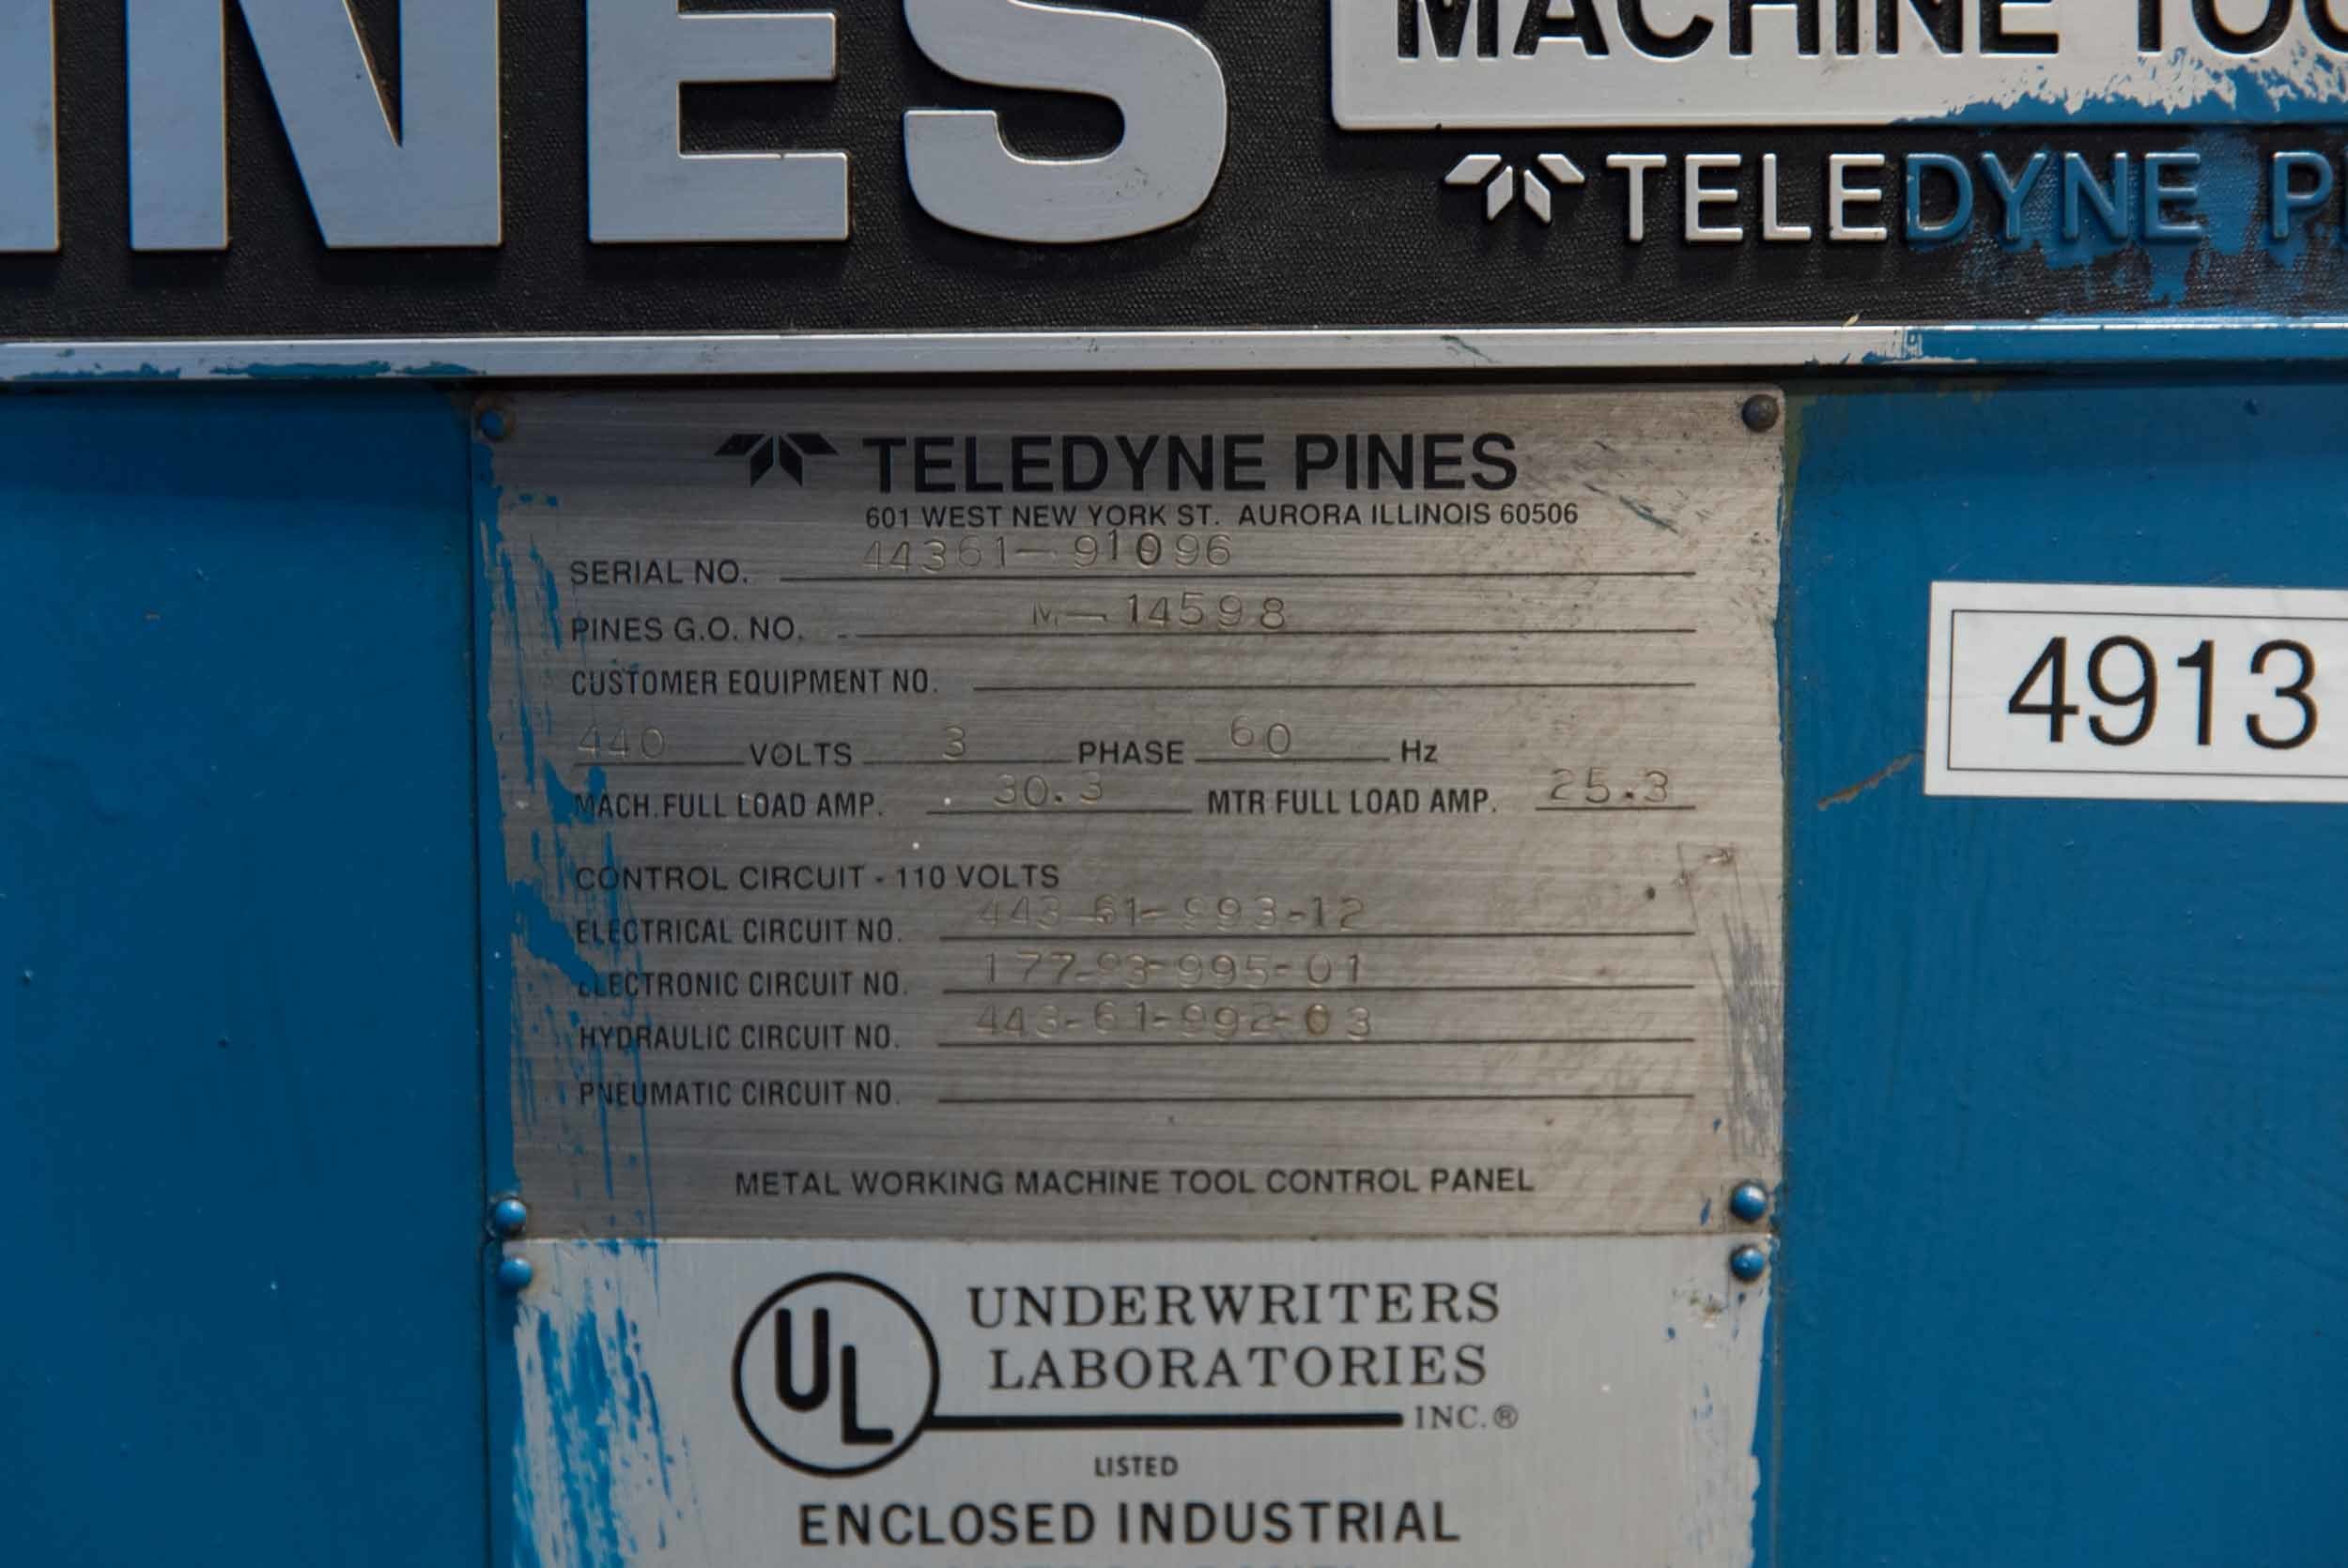 INES
MACHINE TOO
TELEDYNE P
TELEDYNE PINES
601 WEST NEW YORK ST. AURORA ILLINOIS 60506
SERIAL NO. 44361-91096
PINES G.O. NO. M-14598
CUSTOMER EQUIPMENT NO.
440 VOLTS 3 PHASE 60 Hz
MACH. FULL LOAD AMP. 30.3 MTR FULL LOAD AMP. 25.3
CONTROL CIRCUIT - 110 VOLTS
ELECTRICAL CIRCUIT NO. 443-61-993-12
ELECTRONIC CIRCUIT NO. 177-93-995-01
HYDRAULIC CIRCUIT NO. 443-61-992-03
PNEUMATIC CIRCUIT NO.
METAL WORKING MACHINE TOOL CONTROL PANEL
4913
UL
UNDERWRITERS
LABORATORIES
INC.®
LISTED
ENCLOSED INDUSTRIAL